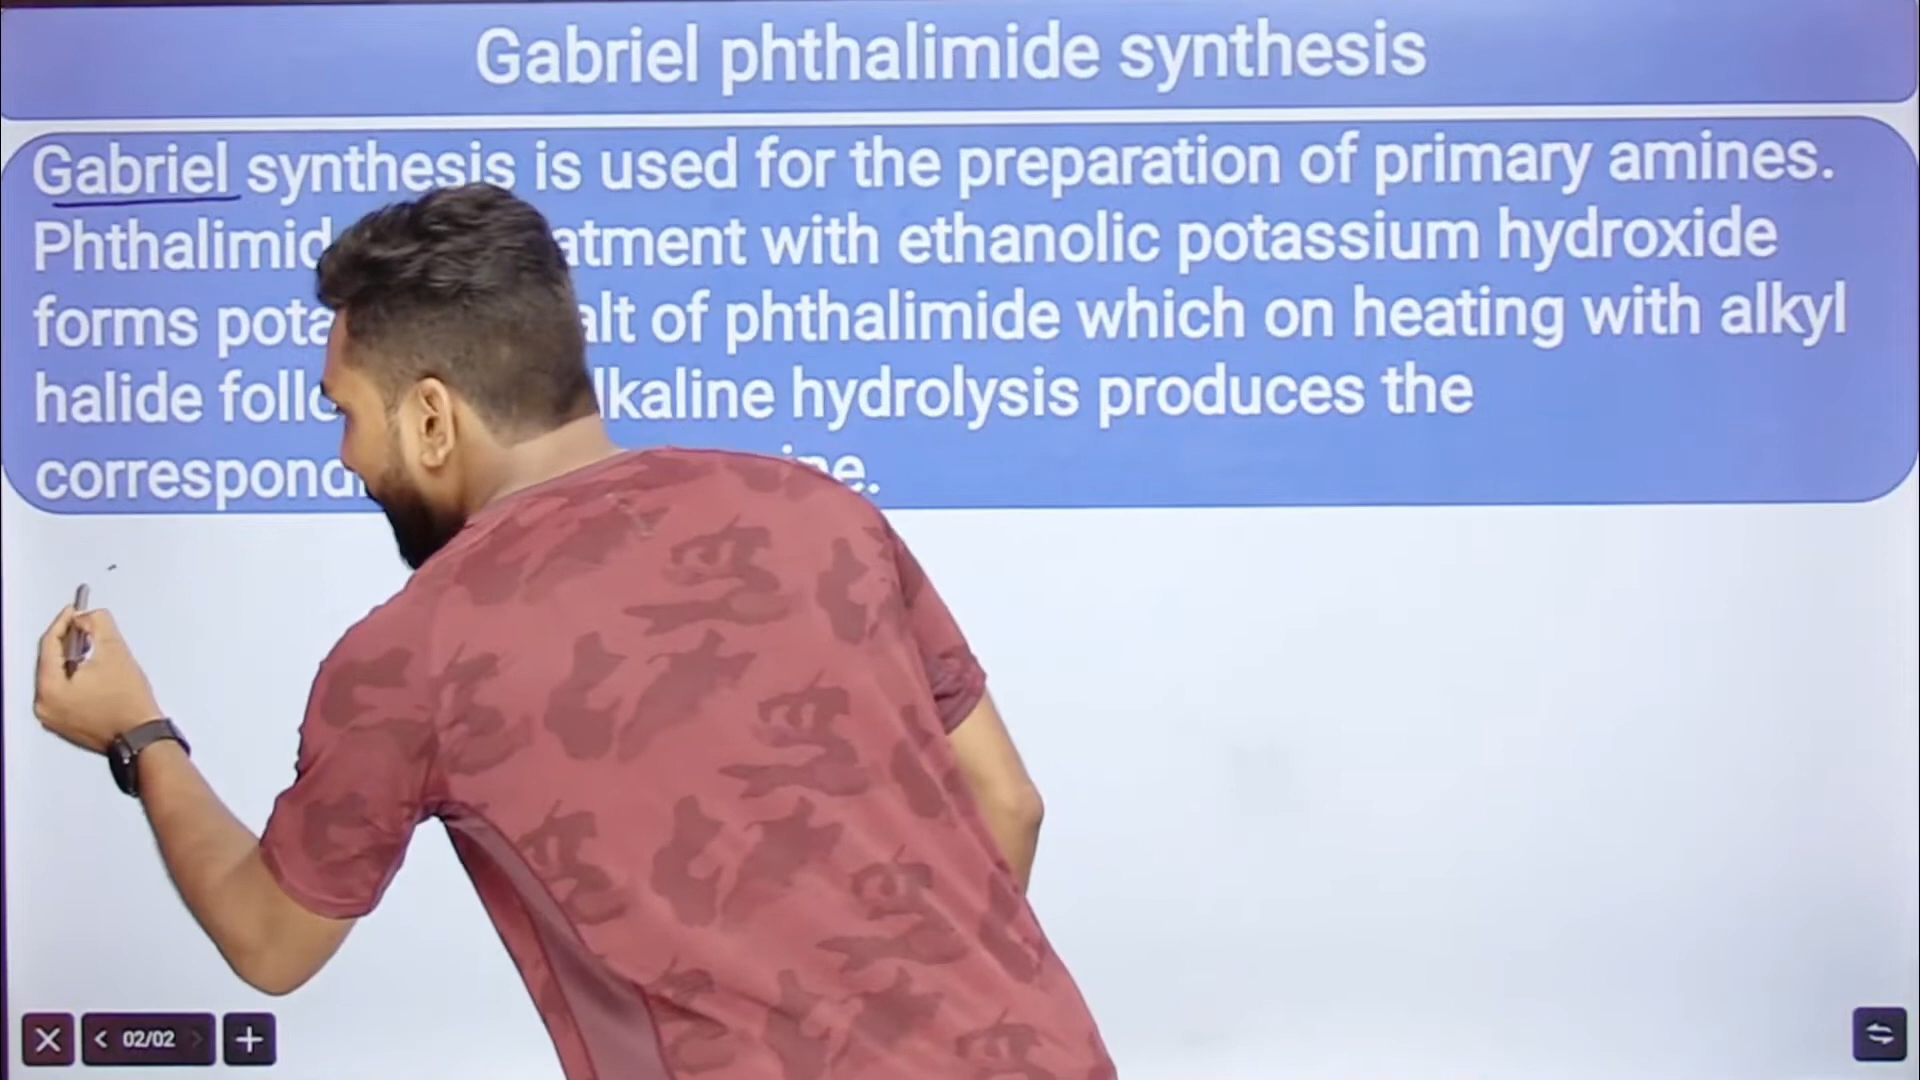 Gabriel phthalimide synthesis
Gabriel synthesis is used for the preparation of primary amines.
Phthalimid atment with ethanolic potassium hydroxide
forms pota alt of phthalimide which on heating with alkyl
halide follo lkaline hydrolysis produces the
correspond ine.
02/02